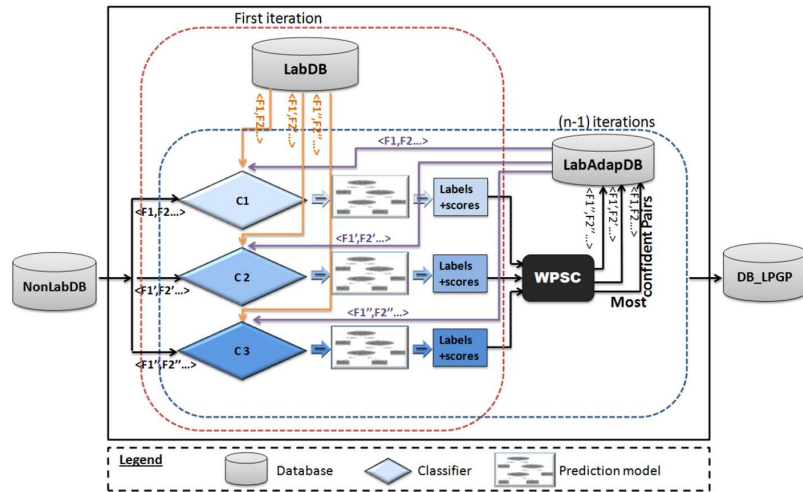 First iteration
LabDB
<F1,F2...>
<F1',F2'...>
<F1'',F2''...>
(n-1) iterations
<F1,F2...>
LabAdapDB
C1
Labels
+scores
<F1,F2...>
<F1'',F2''...>
<F1',F2'...>
<F1,F2...>
<F1',F2'...>
NonLabDB
C 2
Labels
+scores
WPSC
DB_LPGP
<F1',F2'...>
Most
confident Pairs
<F1'',F2''...>
C 3
Labels
+scores
<F1'',F2''...>
Legend
Database
Classifier
Prediction model